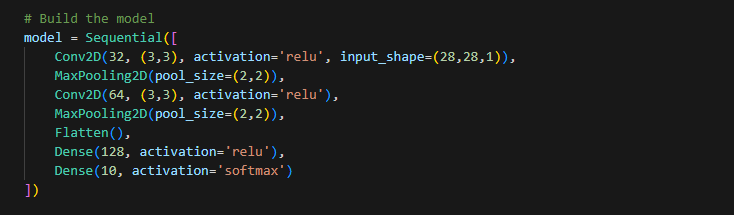 # Build the model
model = Sequential([
    Conv2D(32, (3,3), activation='relu', input_shape=(28,28,1)),
    MaxPooling2D(pool_size=(2,2)),
    Conv2D(64, (3,3), activation='relu'),
    MaxPooling2D(pool_size=(2,2)),
    Flatten(),
    Dense(128, activation='relu'),
    Dense(10, activation='softmax')
])